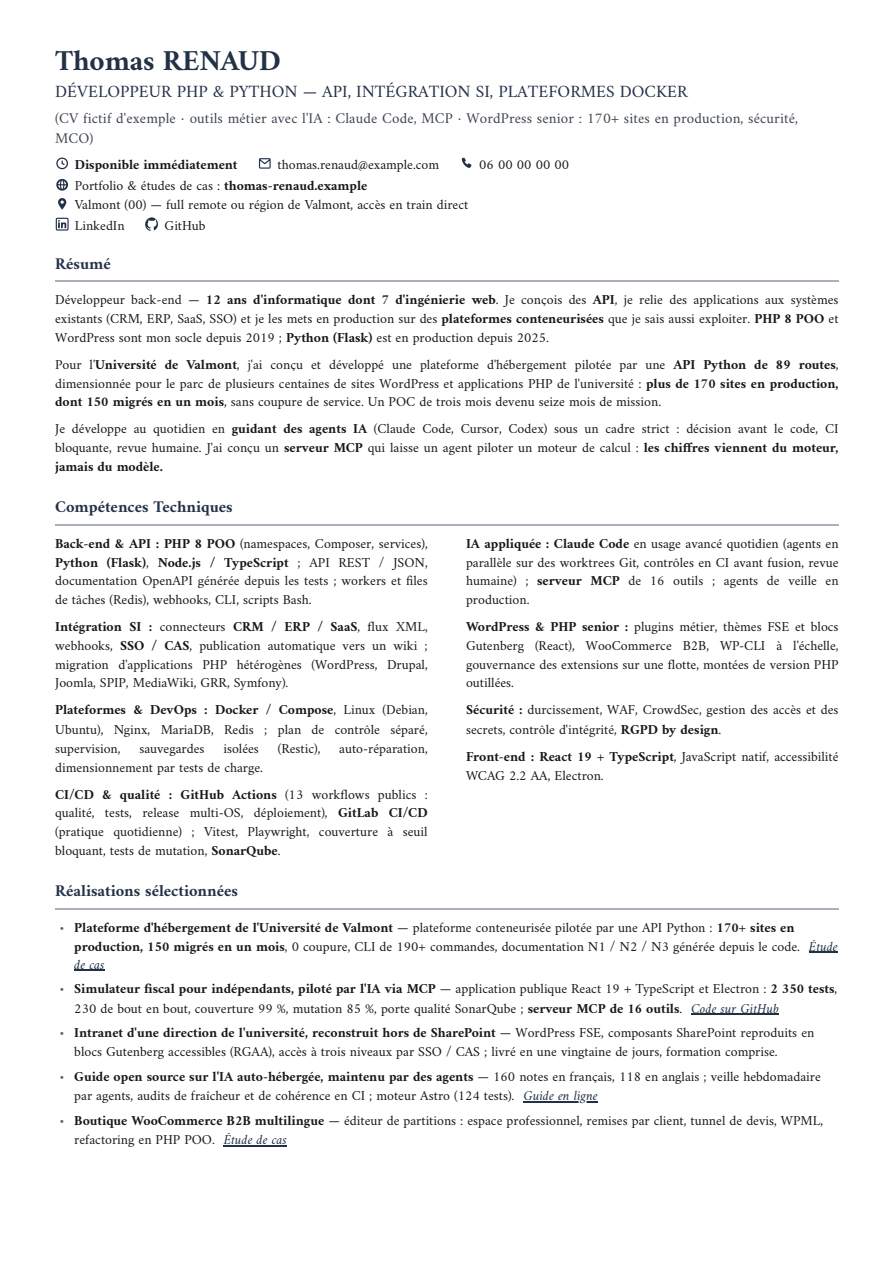 Thomas RENAUD
DÉVELOPPEUR PHP & PYTHON — API, INTÉGRATION SI, PLATEFORMES DOCKER
(CV fictif d'exemple · outils métier avec l'IA : Claude Code, MCP · WordPress senior : 170+ sites en production, sécurité,
MCO)
Disponible immédiatement thomas.renaud@example.com 06 00 00 00 00
Portfolio & études de cas : thomas-renaud.example
Valmont (00) — full remote ou région de Valmont, accès en train direct
LinkedIn GitHub
Résumé
Développeur back-end — 12 ans d'informatique dont 7 d'ingénierie web. Je conçois des API, je relie des applications aux systèmes
existants (CRM, ERP, SaaS, SSO) et je les mets en production sur des plateformes conteneurisées que je sais aussi exploiter. PHP 8 POO et
WordPress sont mon socle depuis 2019 ; Python (Flask) est en production depuis 2025.
Pour l'Université de Valmont, j'ai conçu et développé une plateforme d'hébergement pilotée par une API Python de 89 routes,
dimensionnée pour le parc de plusieurs centaines de sites WordPress et applications PHP de l'université : plus de 170 sites en production,
dont 150 migrés en un mois, sans coupure de service. Un POC de trois mois devenu seize mois de mission.
Je développe au quotidien en guidant des agents IA (Claude Code, Cursor, Codex) sous un cadre strict : décision avant le code, CI
bloquante, revue humaine. J'ai conçu un serveur MCP qui laisse un agent piloter un moteur de calcul : les chiffres viennent du moteur,
jamais du modèle.
Compétences Techniques
Back-end & API : PHP 8 POO (namespaces, Composer, services),
Python (Flask), Node.js / TypeScript ; API REST / JSON,
documentation OpenAPI générée depuis les tests ; workers et files
de tâches (Redis), webhooks, CLI, scripts Bash.
Intégration SI : connecteurs CRM / ERP / SaaS, flux XML,
webhooks, SSO / CAS, publication automatique vers un wiki ;
migration d'applications PHP hétérogènes (WordPress, Drupal,
Joomla, SPIP, MediaWiki, GRR, Symfony).
Plateformes & DevOps : Docker / Compose, Linux (Debian,
Ubuntu), Nginx, MariaDB, Redis ; plan de contrôle séparé,
supervision, sauvegardes isolées (Restic), auto-réparation,
dimensionnement par tests de charge.
CI/CD & qualité : GitHub Actions (13 workflows publics :
qualité, tests, release multi-OS, déploiement), GitLab CI/CD
(pratique quotidienne) ; Vitest, Playwright, couverture à seuil
bloquant, tests de mutation, SonarQube.
IA appliquée : Claude Code en usage avancé quotidien (agents en
parallèle sur des worktrees Git, contrôles en CI avant fusion, revue
humaine) ; serveur MCP de 16 outils ; agents de veille en
production.
WordPress & PHP senior : plugins métier, thèmes FSE et blocs
Gutenberg (React), WooCommerce B2B, WP-CLI à l'échelle,
gouvernance des extensions sur une flotte, montées de version PHP
outillées.
Sécurité : durcissement, WAF, CrowdSec, gestion des accès et des
secrets, contrôle d'intégrité, RGPD by design.
Front-end : React 19 + TypeScript, JavaScript natif, accessibilité
WCAG 2.2 AA, Electron.
Réalisations sélectionnées
• Plateforme d'hébergement de l'Université de Valmont — plateforme conteneurisée pilotée par une API Python : 170+ sites en
production, 150 migrés en un mois, 0 coupure, CLI de 190+ commandes, documentation N1 / N2 / N3 générée depuis le code. Étude
de cas
• Simulateur fiscal pour indépendants, piloté par l'IA via MCP — application publique React 19 + TypeScript et Electron : 2 350 tests,
230 de bout en bout, couverture 99 %, mutation 85 %, porte qualité SonarQube ; serveur MCP de 16 outils. Code sur GitHub
• Intranet d'une direction de l'université, reconstruit hors de SharePoint — WordPress FSE, composants SharePoint reproduits en
blocs Gutenberg accessibles (RGAA), accès à trois niveaux par SSO / CAS ; livré en une vingtaine de jours, formation comprise.
• Guide open source sur l'IA auto-hébergée, maintenu par des agents — 160 notes en français, 118 en anglais ; veille hebdomadaire
par agents, audits de fraîcheur et de cohérence en CI ; moteur Astro (124 tests). Guide en ligne
• Boutique WooCommerce B2B multilingue — éditeur de partitions : espace professionnel, remises par client, tunnel de devis, WPML,
refactoring en PHP POO. Étude de cas